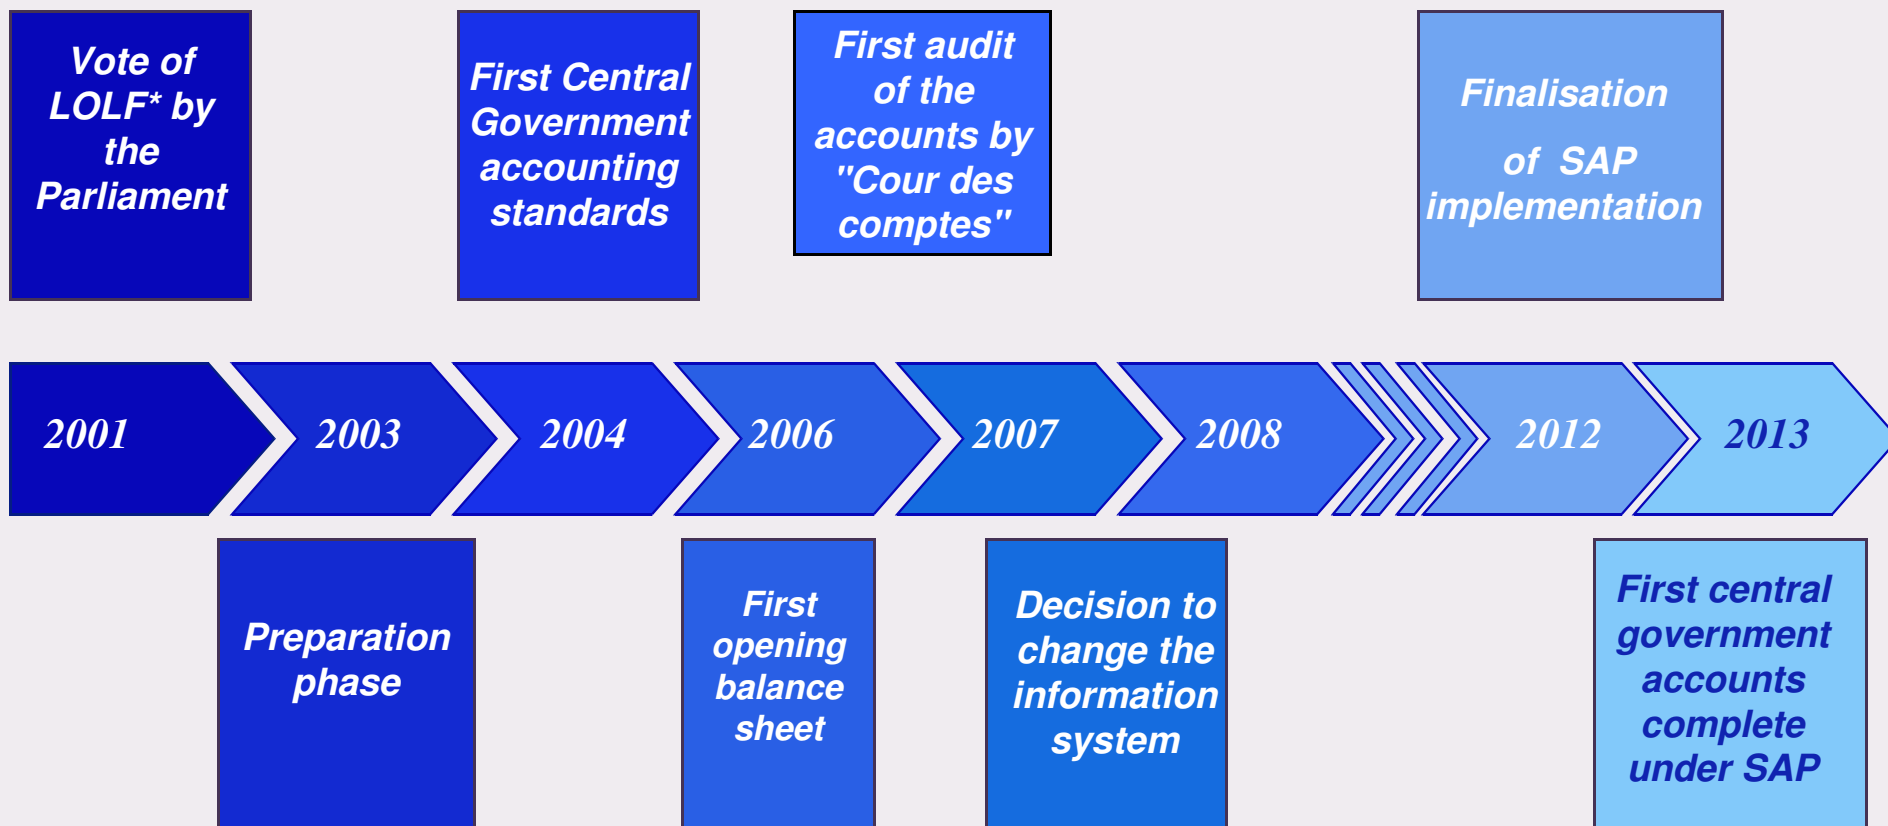 Vote of
LOLF* by
the
Parliament
First Central
Government
accounting
standards
First audit
of the
accounts by
"Cour des
comptes"
Finalisation
of SAP
implementation
2001
2003
2004
2006
2007
2008
2012
2013
Preparation
phase
First
opening
balance
sheet
Decision to
change the
information
system
First central
government
accounts
complete
under SAP